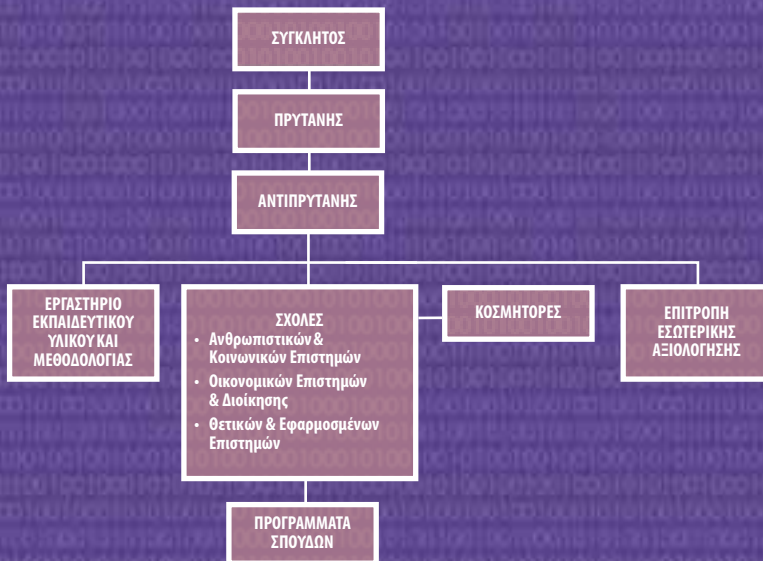 ΣΥΓΚΛΗΤΟΣ
ΠΡΥΤΑΝΗΣ
ΑΝΤΙΠΡΥΤΑΝΗΣ
ΕΡΓΑΣΤΗΡΙΟ
ΕΚΠΑΙΔΕΥΤΙΚΟΥ
ΥΛΙΚΟΥ ΚΑΙ
ΜΕΘΟΔΟΛΟΓΙΑΣ
ΣΧΟΛΕΣ
• Ανθρωπιστικών &
Κοινωνικών Επιστημών
• Οικονομικών Επιστημών
& Διοίκησης
• Θετικών & Εφαρμοσμένων
Επιστημών
ΚΟΣΜΗΤΟΡΕΣ
ΕΠΙΤΡΟΠΗ
ΕΣΩΤΕΡΙΚΗΣ
ΑΞΙΟΛΟΓΗΣΗΣ
ΠΡΟΓΡΑΜΜΑΤΑ
ΣΠΟΥΔΩΝ